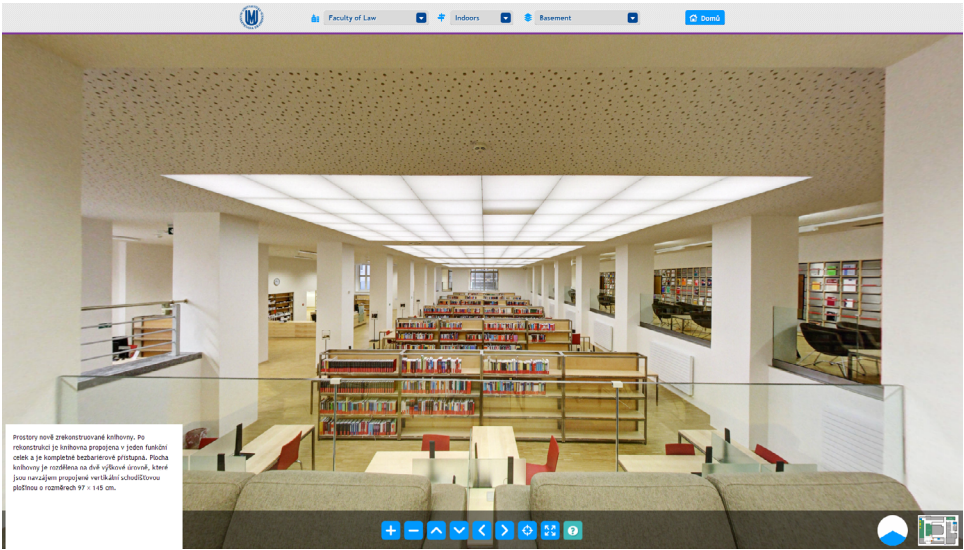 Faculty of Law
Indoors
Basement
Domů
Prostory nově zrekonstruované knihovny. Po
rekonstrukci je knihovna propojena v jeden funkční
celek a je kompletně bezbariérově přístupná. Plocha
knihovny je rozdělena na dvě výškové úrovně, které
jsou navzájem propojené vertikální schodišťovou
plošinou o rozměrech 97 × 145 cm.